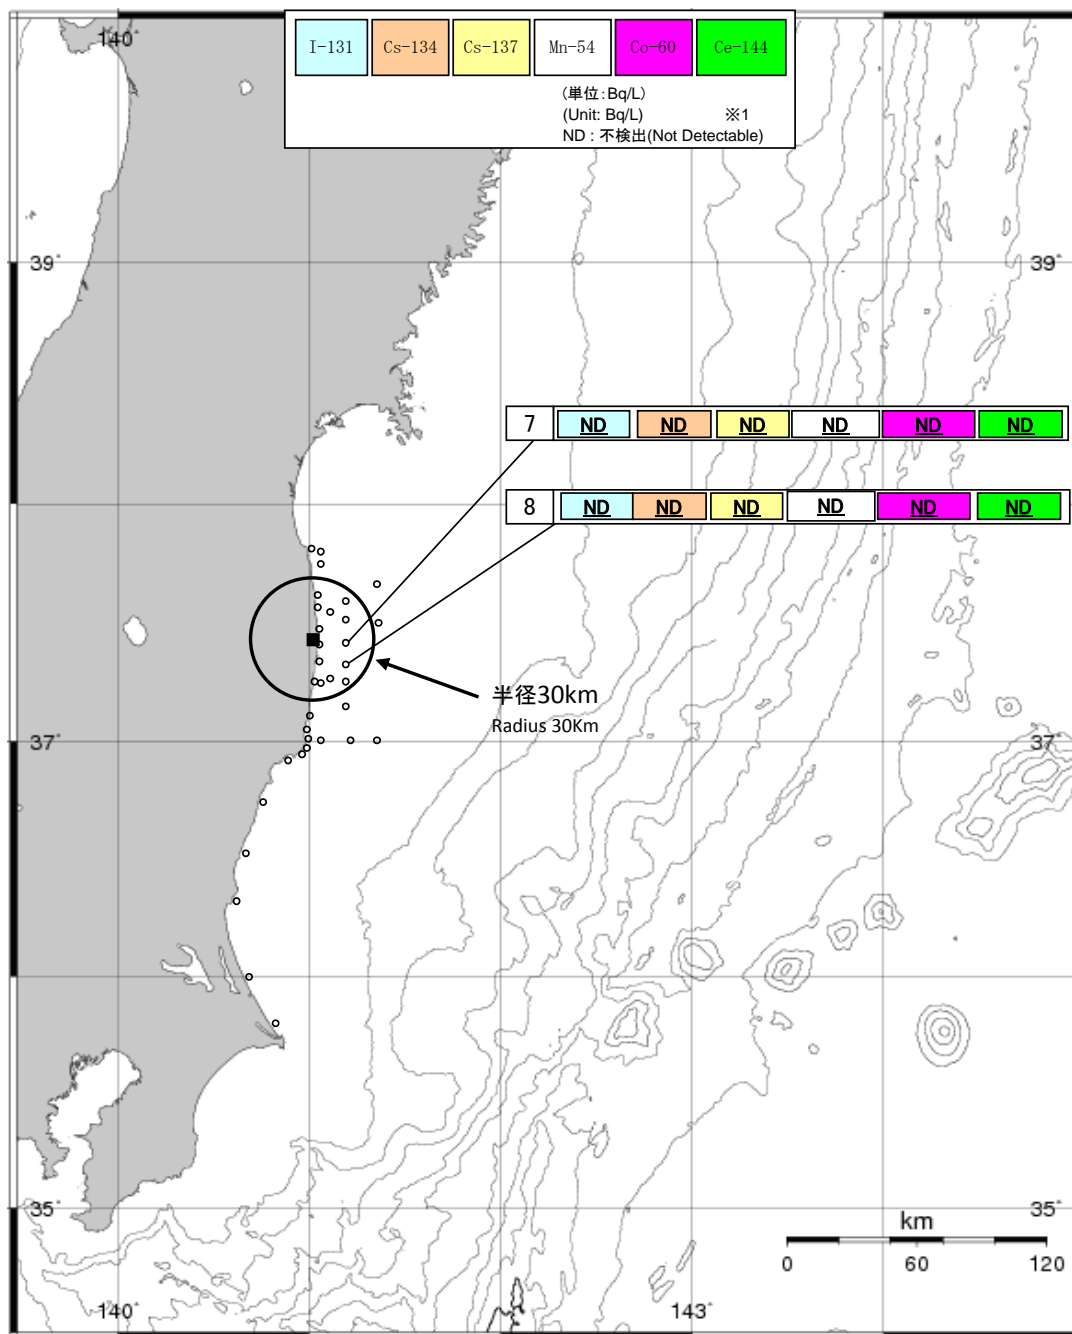 140°
I-131 Cs-134 Cs-137 Mn-54 Co-60 Ce-144
(単位:Bq/L)
(Unit: Bq/L) ※1
ND : 不検出(Not Detectable)
39° 39°
7 ND ND ND ND ND ND
8 ND ND ND ND ND ND
半径30km
Radius 30Km
37° 37°
35° 35°
km
0 60 120
140° 143°